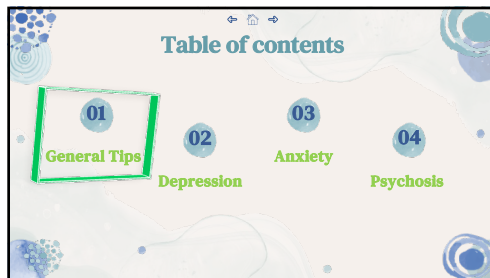 Table of contents
01
General Tips
02
Depression
03
Anxiety
04
Psychosis